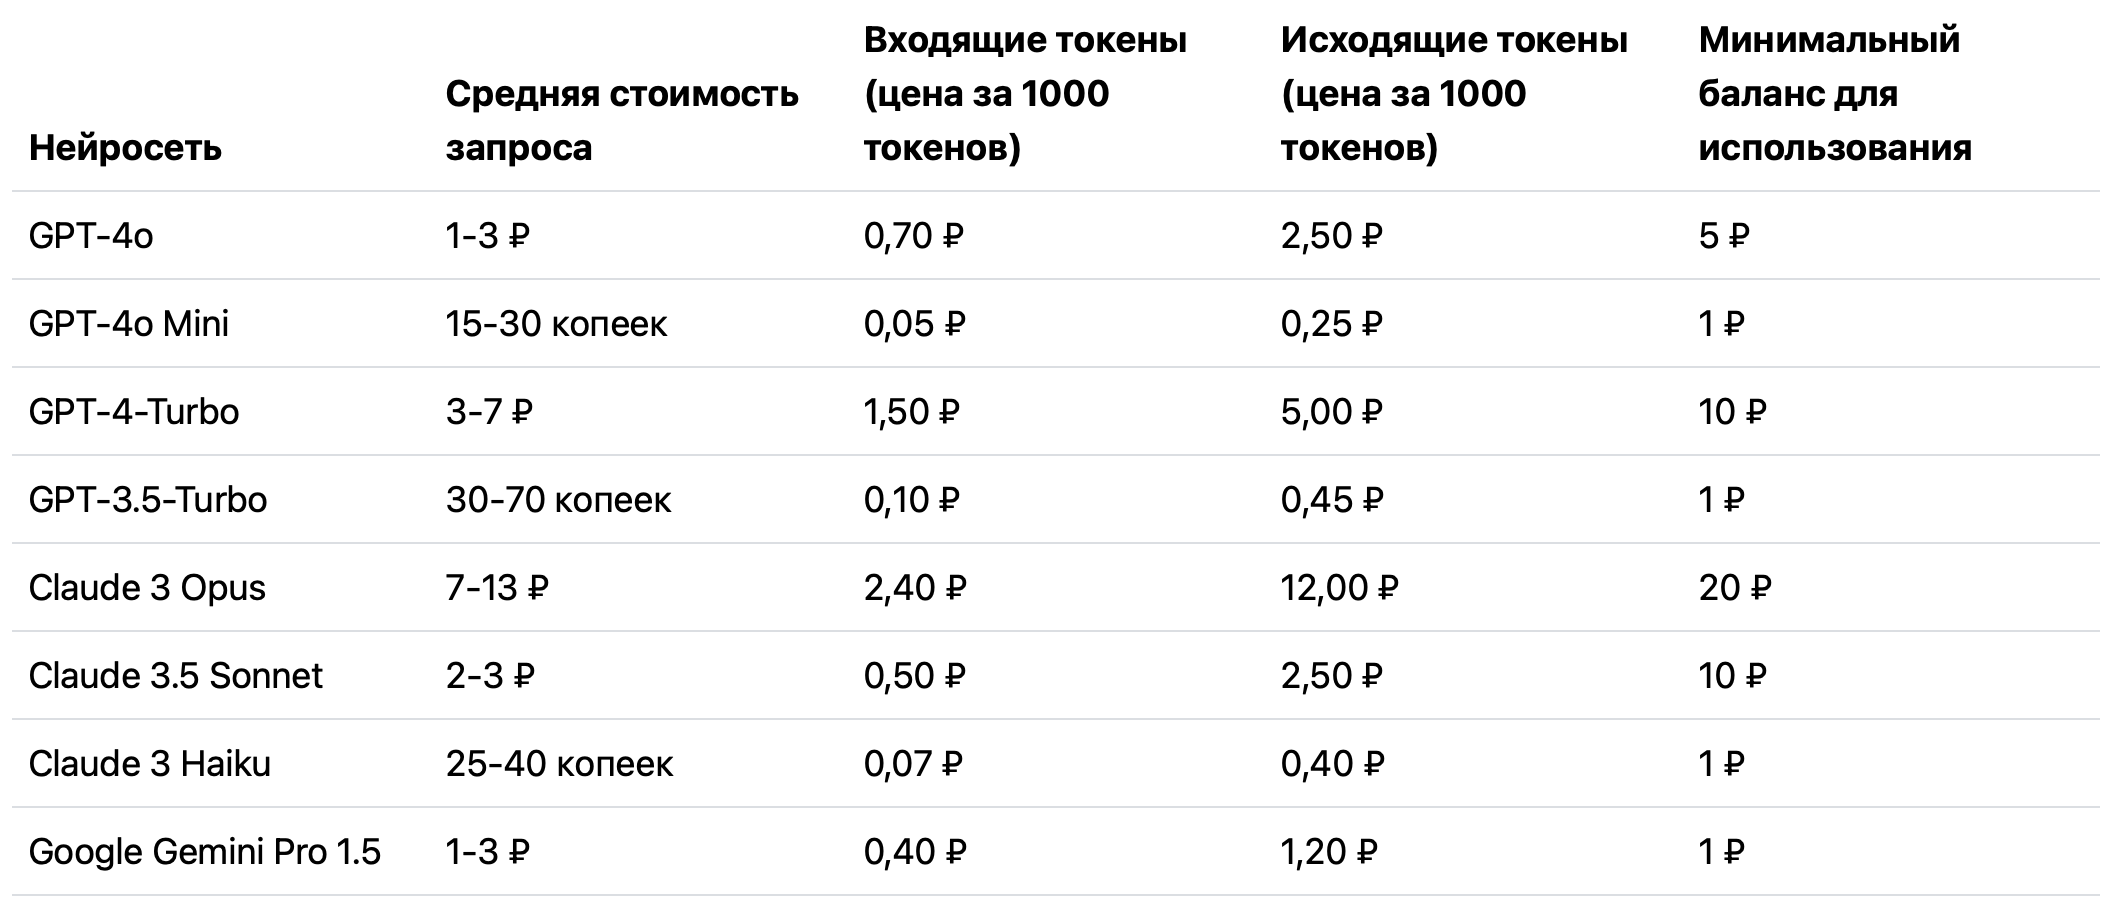 Нейросеть
Средняя стоимость
запроса
Входящие токены
(цена за 1000
токенов)
Исходящие токены
(цена за 1000
токенов)
Минимальный
баланс для
использования
GPT-4o 1-3 ₽ 0,70 ₽ 2,50 ₽ 5 ₽
GPT-4o Mini 15-30 копеек 0,05 ₽ 0,25 ₽ 1 ₽
GPT-4-Turbo 3-7 ₽ 1,50 ₽ 5,00 ₽ 10 ₽
GPT-3.5-Turbo 30-70 копеек 0,10 ₽ 0,45 ₽ 1 ₽
Claude 3 Opus 7-13 ₽ 2,40 ₽ 12,00 ₽ 20 ₽
Claude 3.5 Sonnet 2-3 ₽ 0,50 ₽ 2,50 ₽ 10 ₽
Claude 3 Haiku 25-40 копеек 0,07 ₽ 0,40 ₽ 1 ₽
Google Gemini Pro 1.5 1-3 ₽ 0,40 ₽ 1,20 ₽ 1 ₽